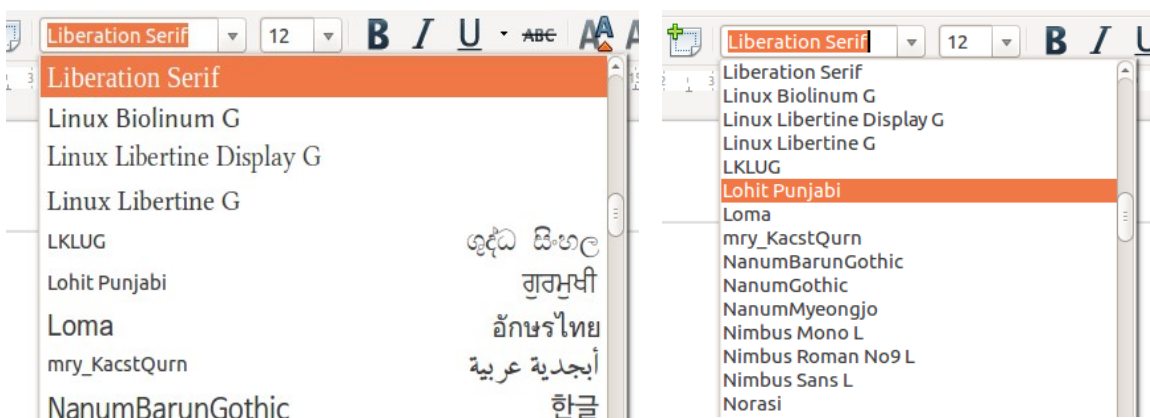 Liberation Serif 12 B I U ABC AA A
Liberation Serif
Linux Biolinum G
Linux Libertine Display G
Linux Libertine G
LKLUG ශුද්ධ සිංහල
Lohit Punjabi ਗੁਰਮੁਖੀ
Loma อักษรไทย
mry_KacstQurn أبجدية عربية
NanumBarunGothic 한글
Liberation Serif 12 B I U
Liberation Serif
Linux Biolinum G
Linux Libertine Display G
Linux Libertine G
LKLUG
Lohit Punjabi
Loma
mry_KacstQurn
NanumBarunGothic
NanumGothic
NanumMyeongjo
Nimbus Mono L
Nimbus Roman No9 L
Nimbus Sans L
Norasi